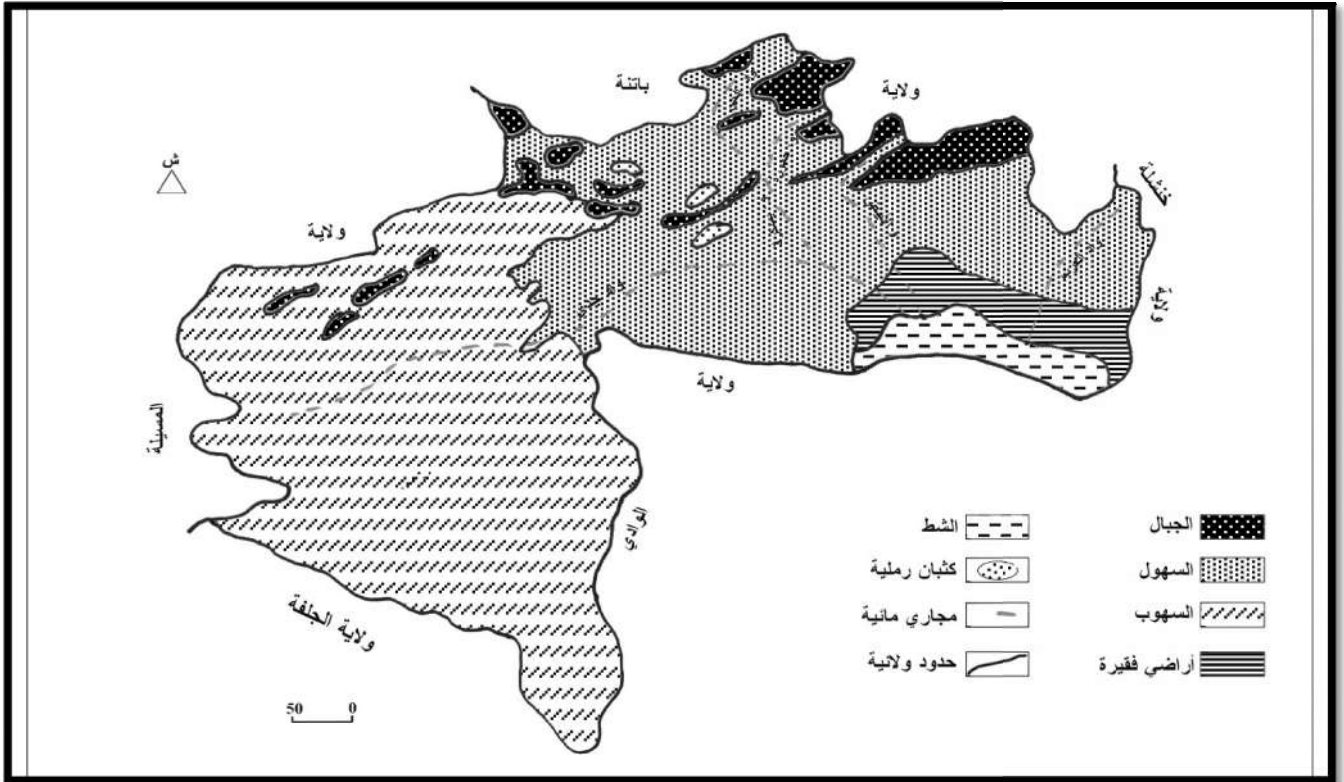 باتنة
ولاية
ش
خنشلة
ولاية
ولاية
ولاية
المسيلة
الوادي
ولاية الجلفة
50 0
الجبال
الشط
السهول
كثبان رملية
السهوب
مجاري مائية
أراضي فقيرة
حدود ولائية